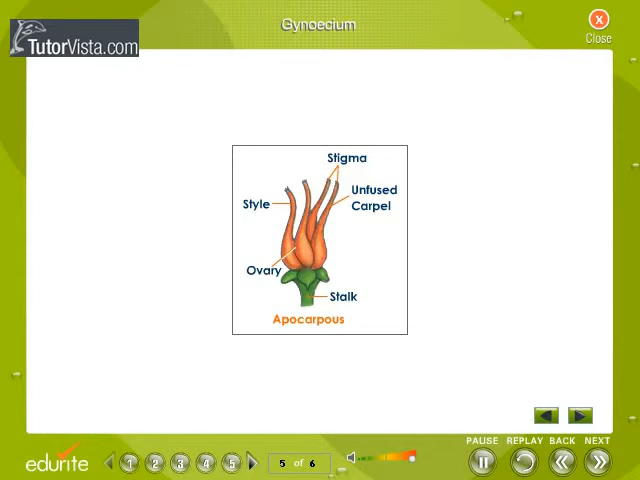 Gynoecium
TutorVista.com
Close
Stigma
Unfused
Carpel
Style
Ovary
Stalk
Apocarpous
PAUSE REPLAY BACK NEXT
edurite
1 2 3 4 5
5 of 6